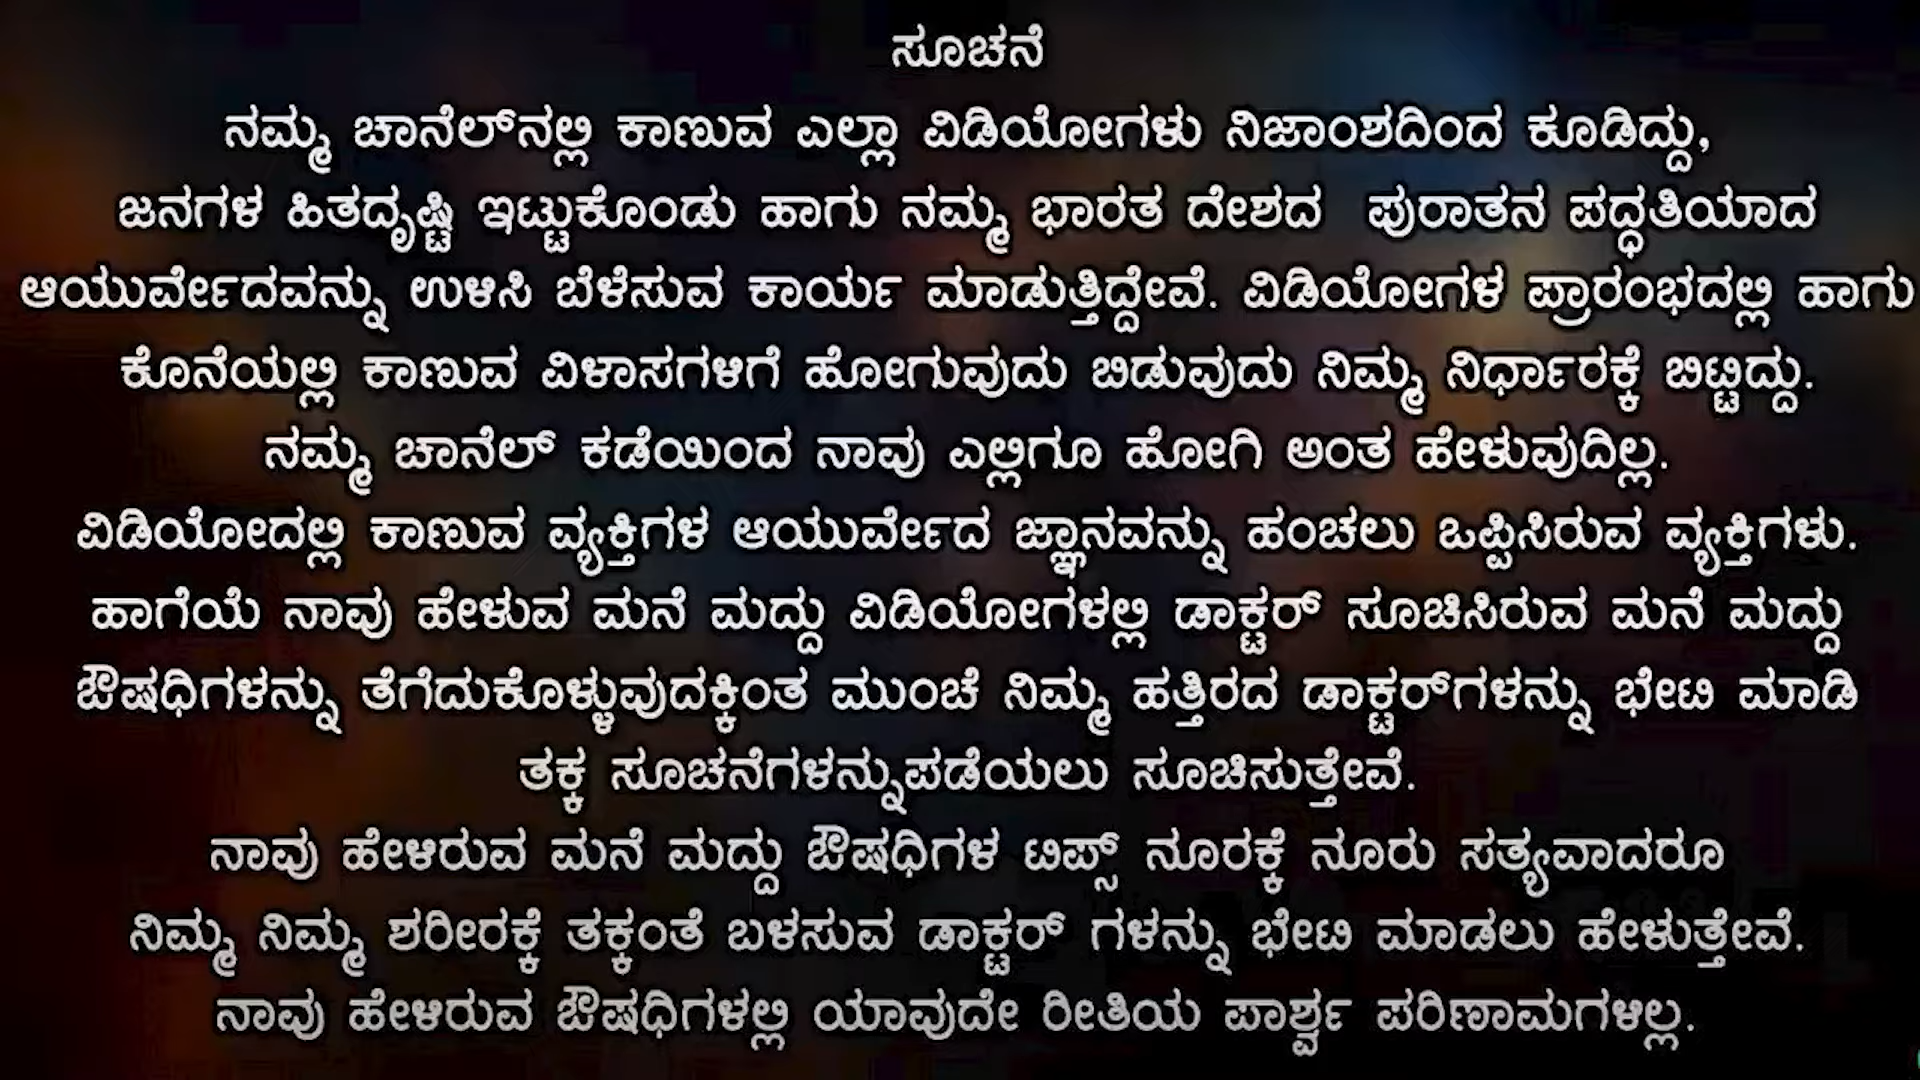 ಸೂಚನೆ
ನಮ್ಮ ಚಾನೆಲ್‌ನಲ್ಲಿ ಕಾಣುವ ಎಲ್ಲಾ ವಿಡಿಯೋಗಳು ನಿಜಾಂಶದಿಂದ ಕೂಡಿದ್ದು,
ಜನಗಳ ಹಿತದೃಷ್ಟಿ ಇಟ್ಟುಕೊಂಡು ಹಾಗು ನಮ್ಮ ಭಾರತ ದೇಶದ ಪುರಾತನ ಪದ್ಧತಿಯಾದ
ಆಯುರ್ವೇದವನ್ನು ಉಳಿಸಿ ಬೆಳೆಸುವ ಕಾರ್ಯ ಮಾಡುತ್ತಿದ್ದೇವೆ. ವಿಡಿಯೋಗಳ ಪ್ರಾರಂಭದಲ್ಲಿ ಹಾಗು
ಕೊನೆಯಲ್ಲಿ ಕಾಣುವ ವಿಳಾಸಗಳಿಗೆ ಹೋಗುವುದು ಬಿಡುವುದು ನಿಮ್ಮ ನಿರ್ಧಾರಕ್ಕೆ ಬಿಟ್ಟಿದ್ದು.
ನಮ್ಮ ಚಾನೆಲ್ ಕಡೆಯಿಂದ ನಾವು ಎಲ್ಲಿಗೂ ಹೋಗಿ ಅಂತ ಹೇಳುವುದಿಲ್ಲ.
ವಿಡಿಯೋದಲ್ಲಿ ಕಾಣುವ ವ್ಯಕ್ತಿಗಳ ಆಯುರ್ವೇದ ಜ್ಞಾನವನ್ನು ಹಂಚಲು ಒಪ್ಪಿಸಿರುವ ವ್ಯಕ್ತಿಗಳು.
ಹಾಗೆಯೆ ನಾವು ಹೇಳುವ ಮನೆ ಮದ್ದು ವಿಡಿಯೋಗಳಲ್ಲಿ ಡಾಕ್ಟರ್ ಸೂಚಿಸಿರುವ ಮನೆ ಮದ್ದು
ಔಷಧಿಗಳನ್ನು ತೆಗೆದುಕೊಳ್ಳುವುದಕ್ಕಿಂತ ಮುಂಚೆ ನಿಮ್ಮ ಹತ್ತಿರದ ಡಾಕ್ಟರ್‌ಗಳನ್ನು ಭೇಟಿ ಮಾಡಿ
ತಕ್ಕ ಸೂಚನೆಗಳನ್ನುಪಡೆಯಲು ಸೂಚಿಸುತ್ತೇವೆ.
ನಾವು ಹೇಳಿರುವ ಮನೆ ಮದ್ದು ಔಷಧಿಗಳ ಟಿಪ್ಸ್ ನೂರಕ್ಕೆ ನೂರು ಸತ್ಯವಾದರೂ
ನಿಮ್ಮ ನಿಮ್ಮ ಶರೀರಕ್ಕೆ ತಕ್ಕಂತೆ ಬಳಸುವ ಡಾಕ್ಟರ್ ಗಳನ್ನು ಭೇಟಿ ಮಾಡಲು ಹೇಳುತ್ತೇವೆ.
ನಾವು ಹೇಳಿರುವ ಔಷಧಿಗಳಲ್ಲಿ ಯಾವುದೇ ರೀತಿಯ ಪಾರ್ಶ್ವ ಪರಿಣಾಮಗಳಿಲ್ಲ.